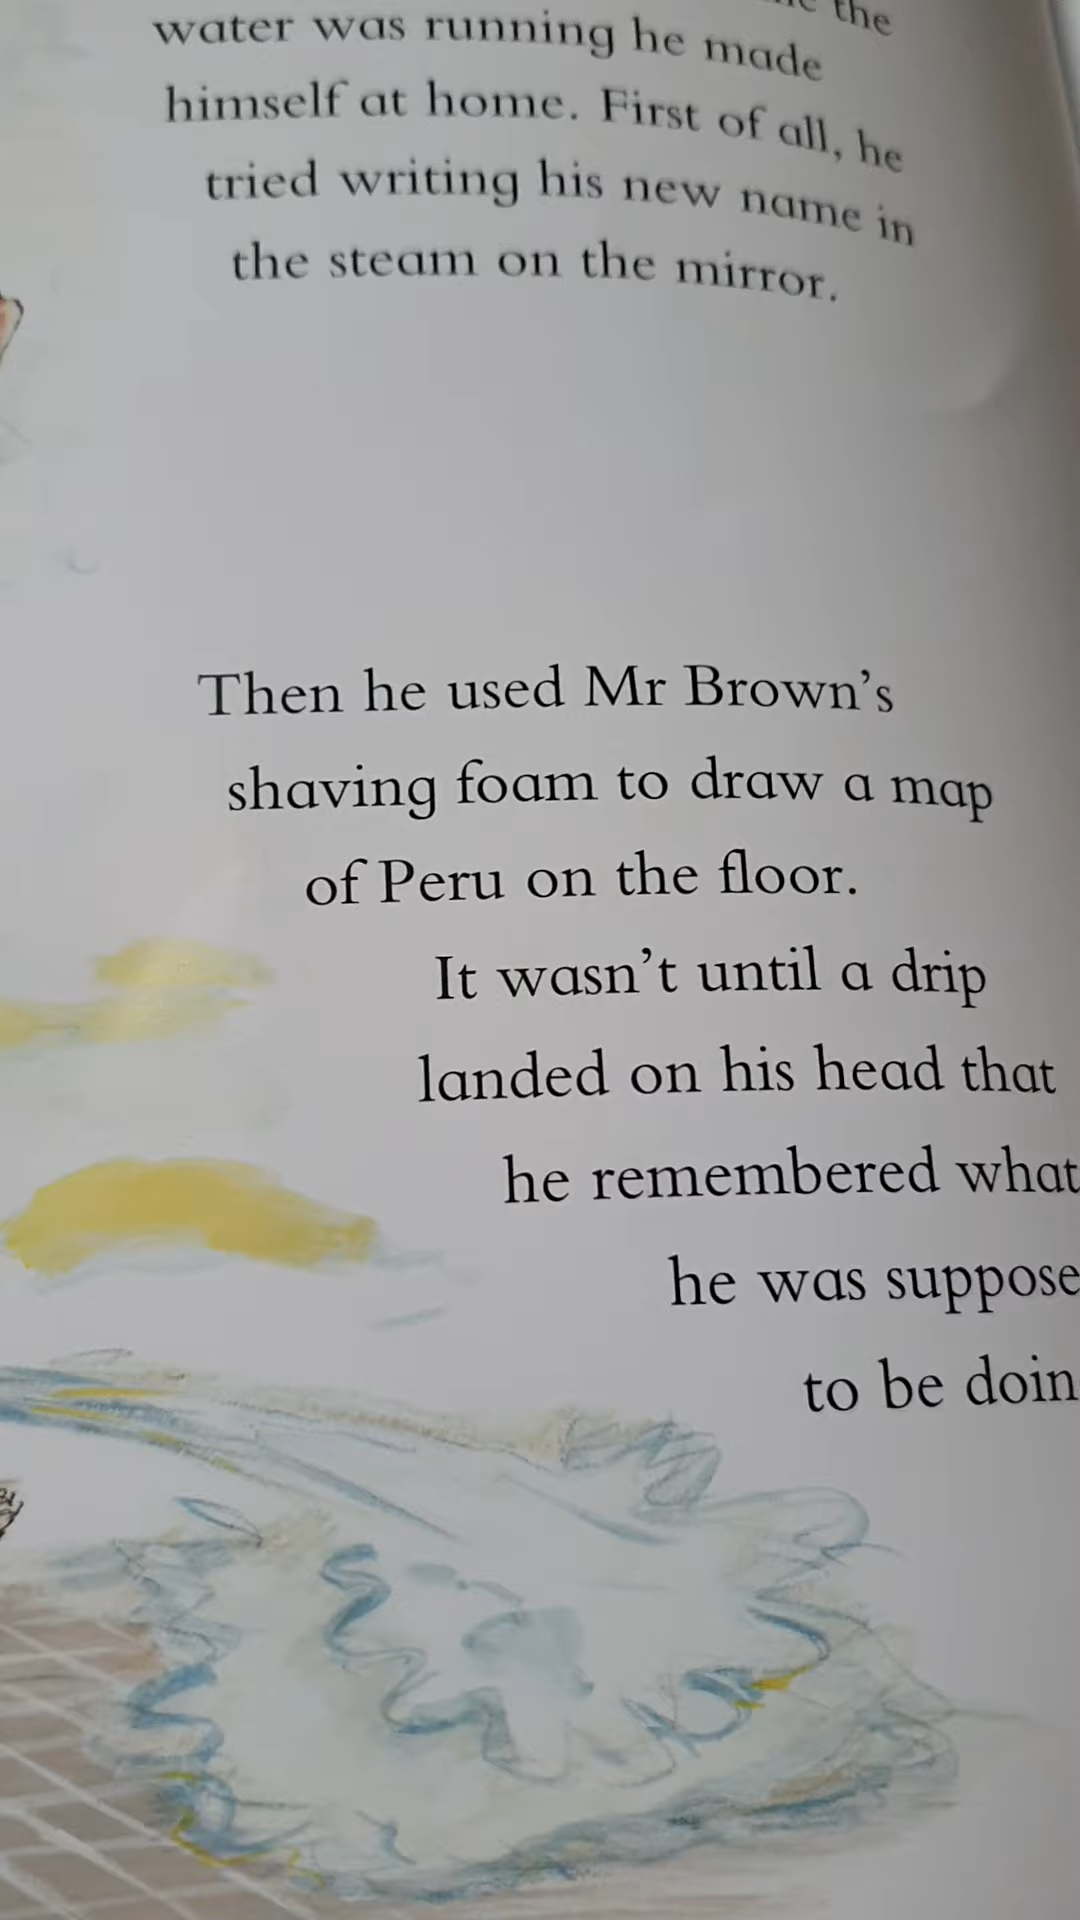 the
water was running he made
himself at home. First of all, he
tried writing his new name in
the steam on the mirror.
Then he used Mr Brown's
shaving foam to draw a map
of Peru on the floor.
It wasn't until a drip
landed on his head that
he remembered what
he was suppose
to be doin